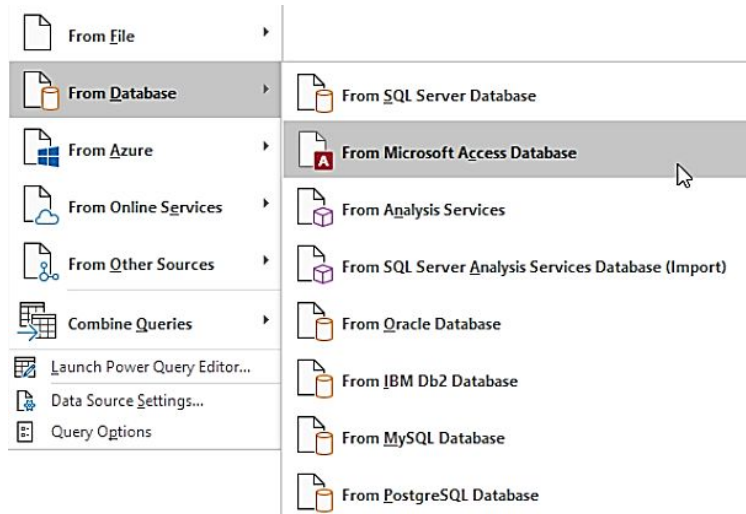 From File
From Database
From Azure
From Online Services
From Other Sources
Combine Queries
Launch Power Query Editor...
Data Source Settings...
Query Options
From SQL Server Database
From Microsoft Access Database
From Analysis Services
From SQL Server Analysis Services Database (Import)
From Oracle Database
From IBM Db2 Database
From MySQL Database
From PostgreSQL Database